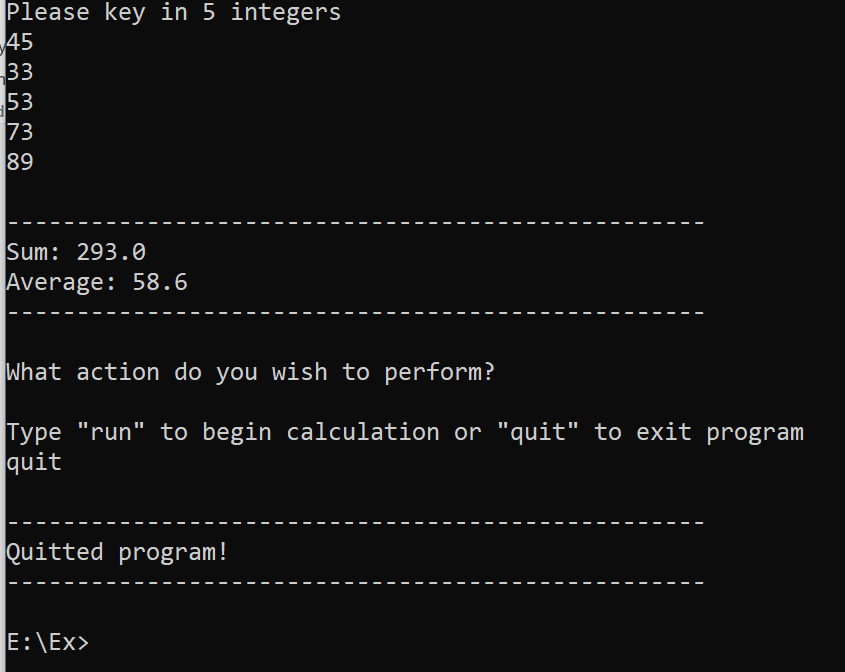 Please key in 5 integers
45
33
53
73
89
--------------------------------------------------
Sum: 293.0
Average: 58.6
--------------------------------------------------
What action do you wish to perform?
Type "run" to begin calculation or "quit" to exit program
quit
--------------------------------------------------
Quitted program!
--------------------------------------------------
E:\Ex>